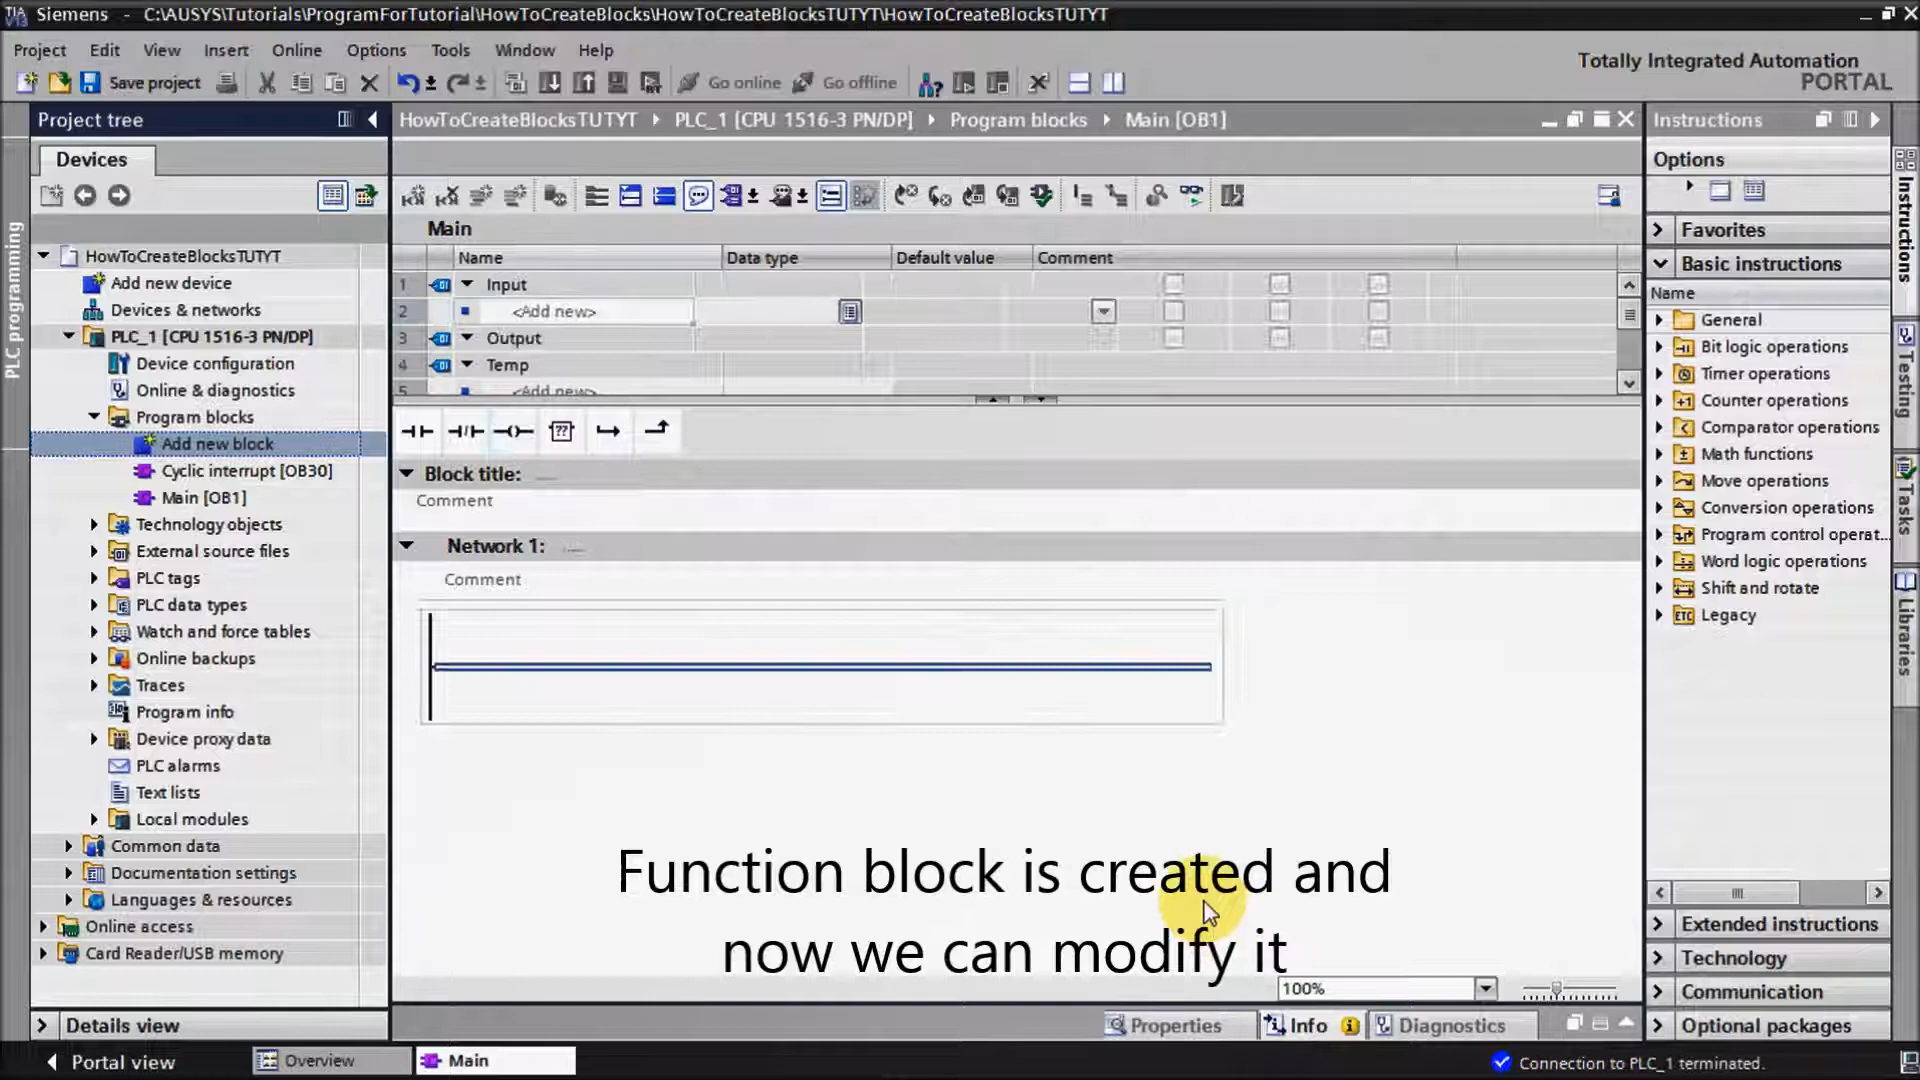 TIA
V13
Siemens - C:\AUSYS\Tutorials\ProgramForTutorial\HowToCreateBlocks\HowToCreateBlocksTUTYT\HowToCreateBlocksTUTYT
Project Edit View Insert Online Options Tools Window Help
Totally Integrated Automation
PORTAL
Save project
Go online
Go offline
Project tree
HowToCreateBlocksTUTYT
PLC_1 [CPU 1516-3 PN/DP]
Program blocks
Main [OB1]
Instructions
Devices
Options
PLC programming
HowToCreateBlocksTUTYT
Add new device
Devices & networks
PLC_1 [CPU 1516-3 PN/DP]
Device configuration
Online & diagnostics
Program blocks
Add new block
Cyclic interrupt [OB30]
Main [OB1]
Technology objects
External source files
PLC tags
PLC data types
Watch and force tables
Online backups
Traces
Program info
Device proxy data
PLC alarms
Text lists
Local modules
Common data
Documentation settings
Languages & resources
Online access
Card Reader/USB memory
Details view
Main
Name Data type Default value Comment
1 Input
2 <Add new>
3 Output
4 Temp
5 <Add new>
??
Block title:
Comment
Network 1:
Comment
Function block is created and
now we can modify it
100%
Properties
Info
Diagnostics
Favorites
Basic instructions
Name
General
Bit logic operations
Timer operations
Counter operations
Comparator operations
Math functions
Move operations
Conversion operations
Program control operat...
Word logic operations
Shift and rotate
Legacy
Extended instructions
Technology
Communication
Optional packages
Instructions
Testing
Tasks
Libraries
Portal view
Overview
Main
Connection to PLC_1 terminated.